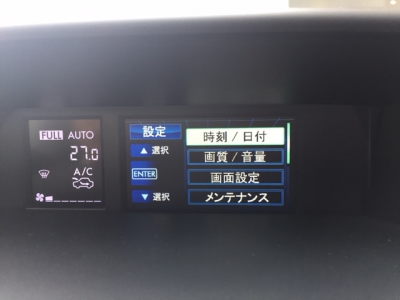 FULL AUTO
27.0
A/C
設定
▲ 選択
ENTER
▼ 選択
時刻 / 日付
画質 / 音量
画面設定
メンテナンス